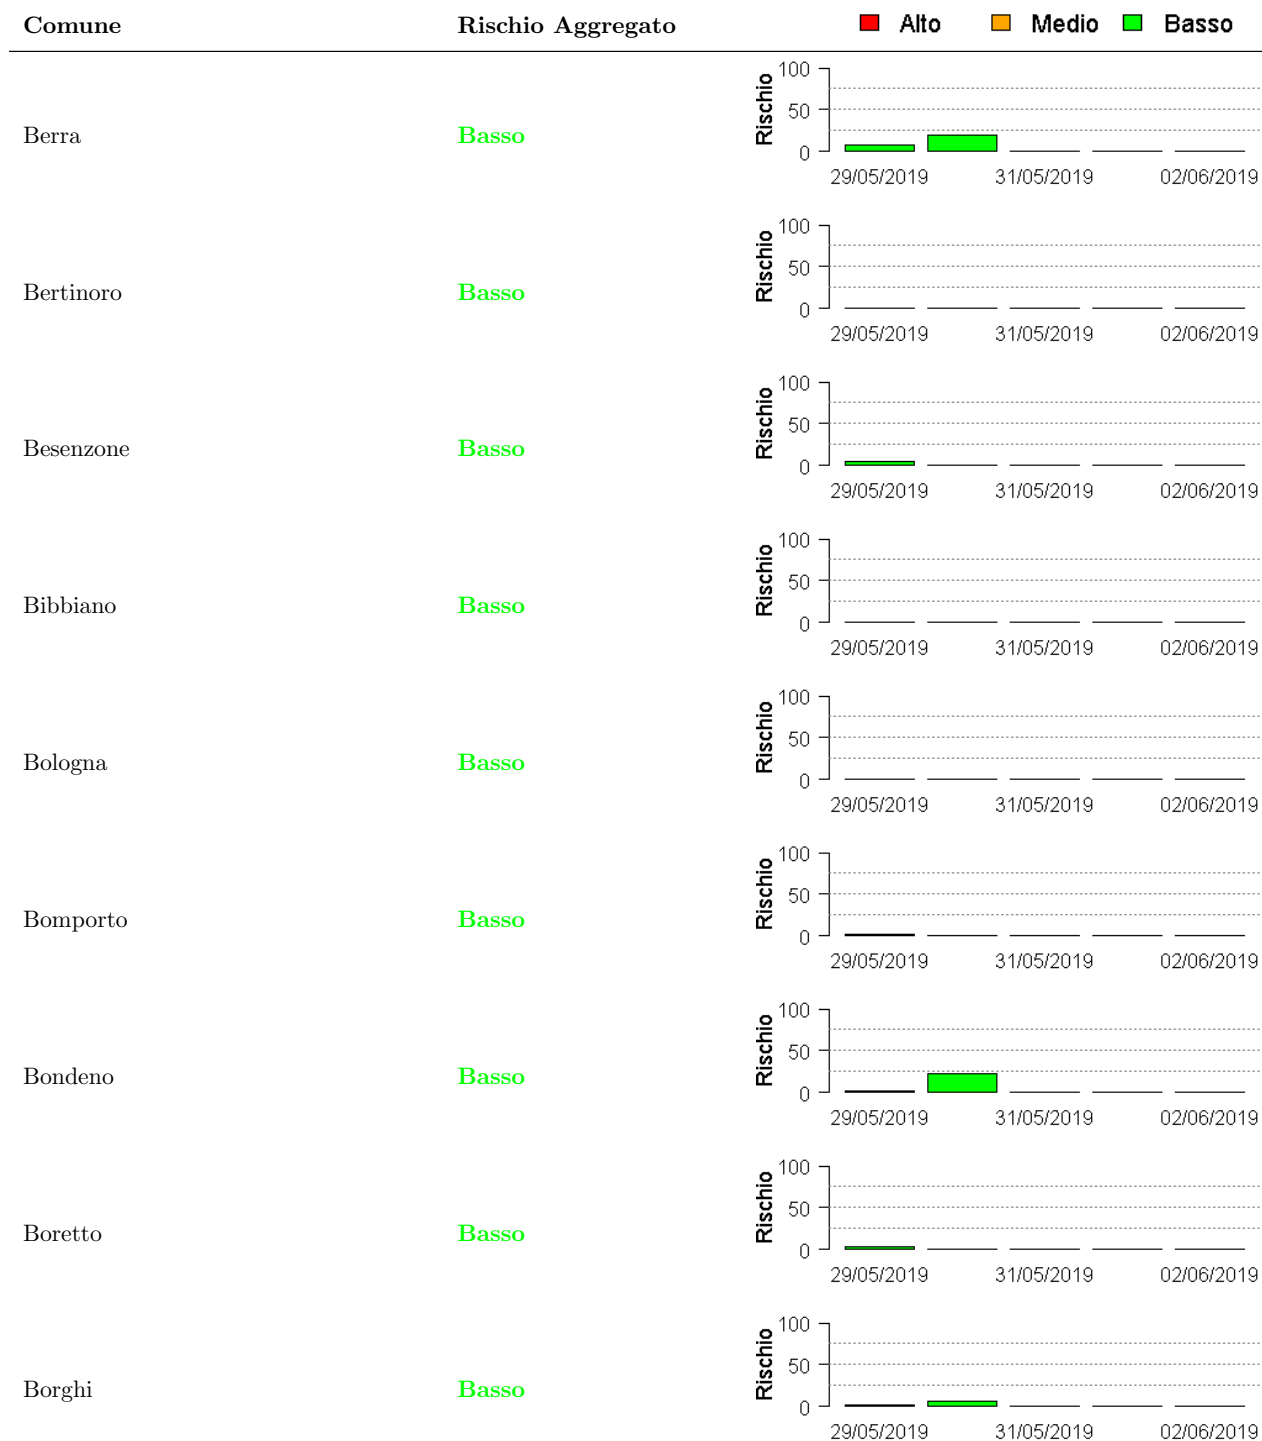 Comune Rischio Aggregato Alto Medio Basso
Berra Basso Rischio 100 50 0
29/05/2019 31/05/2019 02/06/2019
Bertinoro Basso Rischio 100 50 0
29/05/2019 31/05/2019 02/06/2019
Besenzone Basso Rischio 100 50 0
29/05/2019 31/05/2019 02/06/2019
Bibbiano Basso Rischio 100 50 0
29/05/2019 31/05/2019 02/06/2019
Bologna Basso Rischio 100 50 0
29/05/2019 31/05/2019 02/06/2019
Bomporto Basso Rischio 100 50 0
29/05/2019 31/05/2019 02/06/2019
Bondeno Basso Rischio 100 50 0
29/05/2019 31/05/2019 02/06/2019
Boretto Basso Rischio 100 50 0
29/05/2019 31/05/2019 02/06/2019
Borghi Basso Rischio 100 50 0
29/05/2019 31/05/2019 02/06/2019